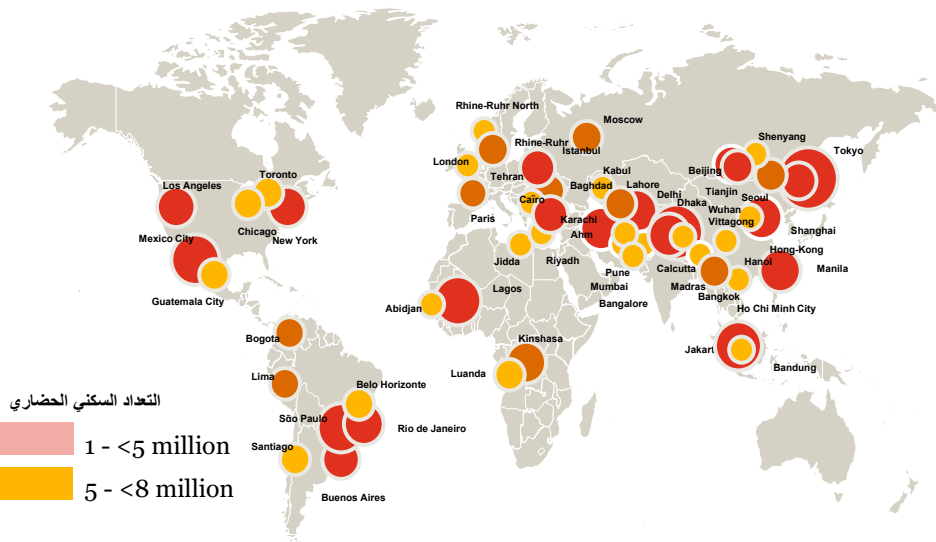 Rhine-Ruhr North
Moscow
Shenyang
Tokyo
Rhine-Ruhr
Istanbul
London
Beijing
Toronto
Tehran
Kabul
Los Angeles
Baghdad
Lahore
Delhi
Tianjin
Seoul
Cairo
Dhaka
Wuhan
Paris
Karachi
Vittagong
Chicago
Shanghai
Mexico City
New York
Ahm
Hong-Kong
Jidda
Riyadh
Calcutta
Hanoi
Manila
Pune
Mumbai
Madras
Guatemala City
Lagos
Bangalore
Bangkok
Abidjan
Ho Chi Minh City
Bogota
Kinshasa
Jakart
Luanda
Bandung
Lima
Belo Horizonte
التعداد السكني الحضاري
São Paulo
Rio de Janeiro
1 - <5 million
Santiago
5 - <8 million
Buenos Aires